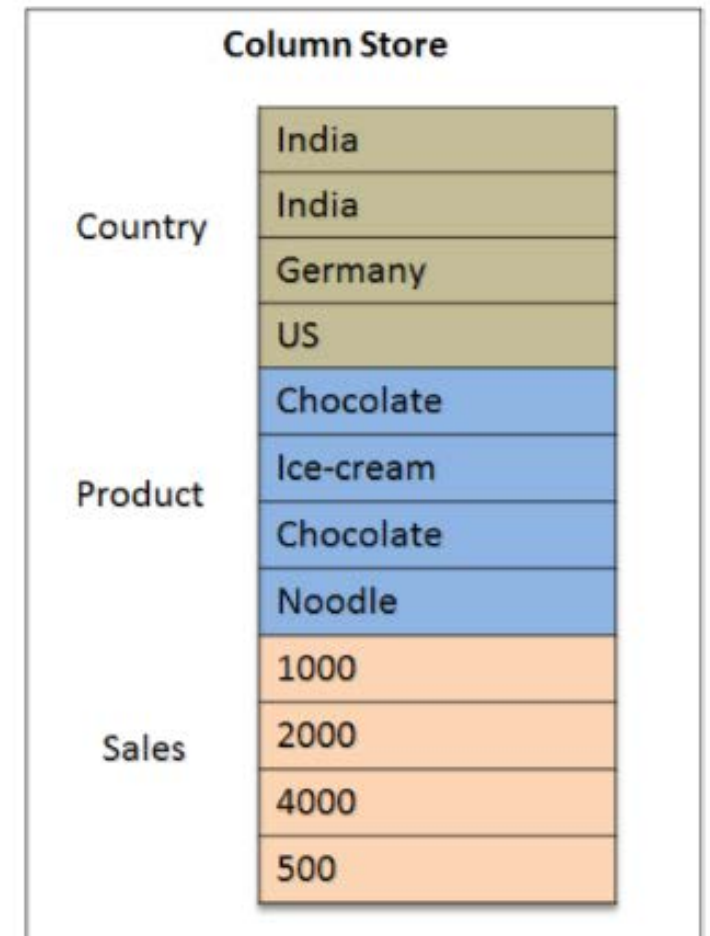 Column Store
Country
India
India
Germany
US
Product
Chocolate
Ice-cream
Chocolate
Noodle
Sales
1000
2000
4000
500